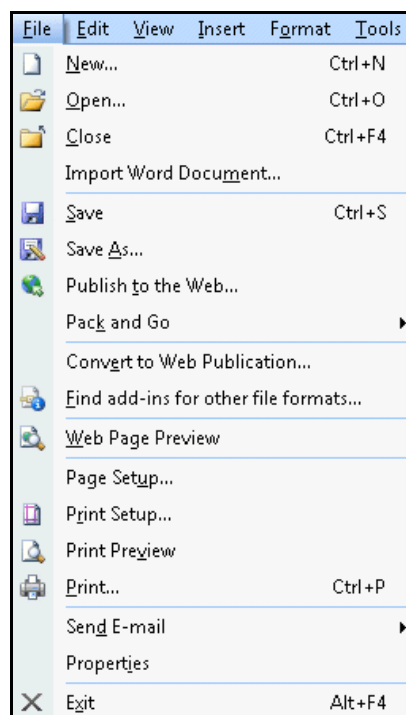 File Edit View Insert Format Tools
New... Ctrl+N
Open... Ctrl+O
Close Ctrl+F4
Import Word Document...
Save Ctrl+S
Save As...
Publish to the Web...
Pack and Go
Convert to Web Publication...
Find add-ins for other file formats...
Web Page Preview
Page Setup...
Print Setup...
Print Preview
Print... Ctrl+P
Send E-mail
Properties
Exit Alt+F4